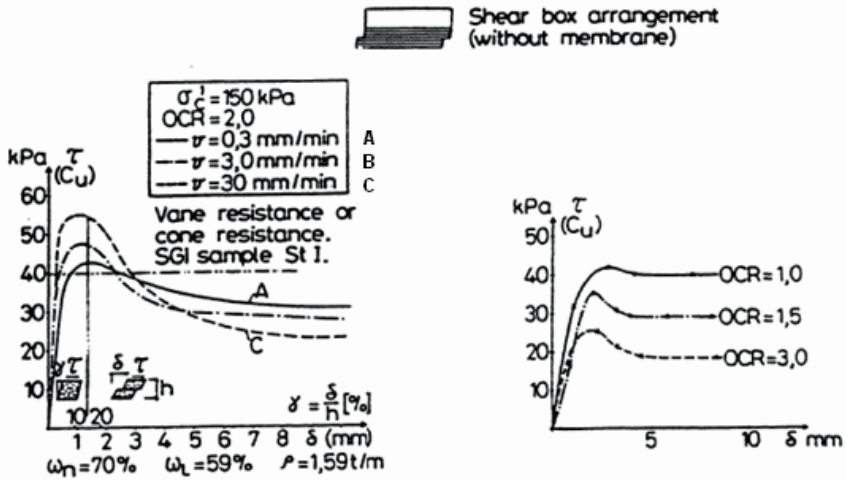 Shear box arrangement
(without membrane)
σc'=150 kPa
OCR=2,0
v=0,3 mm/min A
v=3,0 mm/min B
v=30 mm/min C
kPa τ
(Cu)
60
50
40
30
20
10
Vane resistance or
cone resistance.
SGI sample St I.
A
C
γ τ
δ τ
h
γ = δ/h [%]
10 20
1 2 3 4 5 6 7 8 δ (mm)
ωn=70% ωL=59% ρ=1,59t/m
kPa τ
(Cu)
50
40
30
20
10
OCR=1,0
OCR=1,5
OCR=3,0
5 10 δ mm